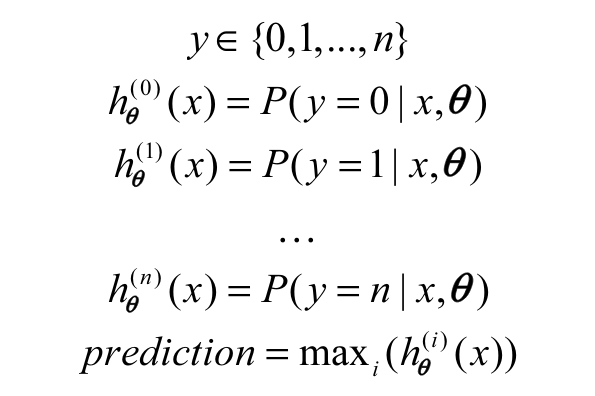 y ∈ {0,1,...,n}
h_θ^(0)(x) = P(y = 0 | x,θ)
h_θ^(1)(x) = P(y = 1 | x,θ)
...
h_θ^(n)(x) = P(y = n | x,θ)
prediction = max_i(h_θ^(i)(x))